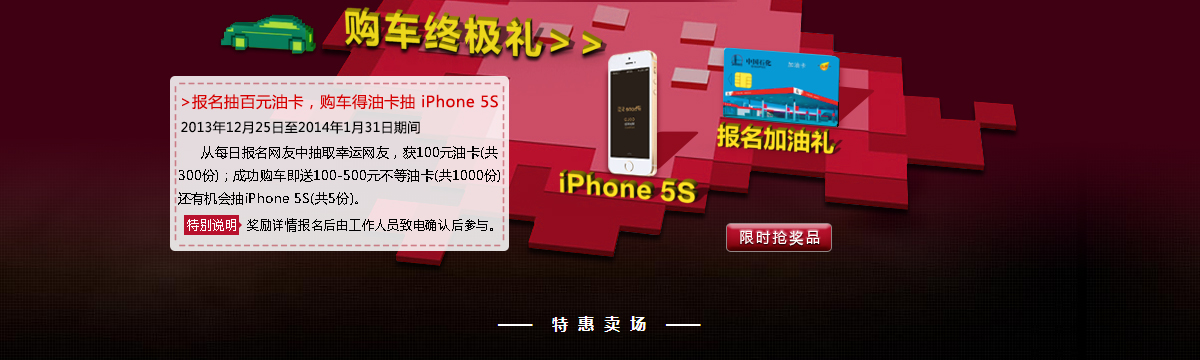 购车终极礼>>
>报名抽百元油卡，购车得油卡抽 iPhone 5S
2013年12月25日至2014年1月31日期间
从每日报名网友中抽取幸运网友，获100元油卡(共
300份)；成功购车即送100-500元不等油卡(共1000份)
还有机会抽iPhone 5S(共5份)。
特别说明 奖励详情报名后由工作人员致电确认后参与。
iPhone 5S
中国石化 加油卡
报名加油礼
限时抢奖品
特惠卖场